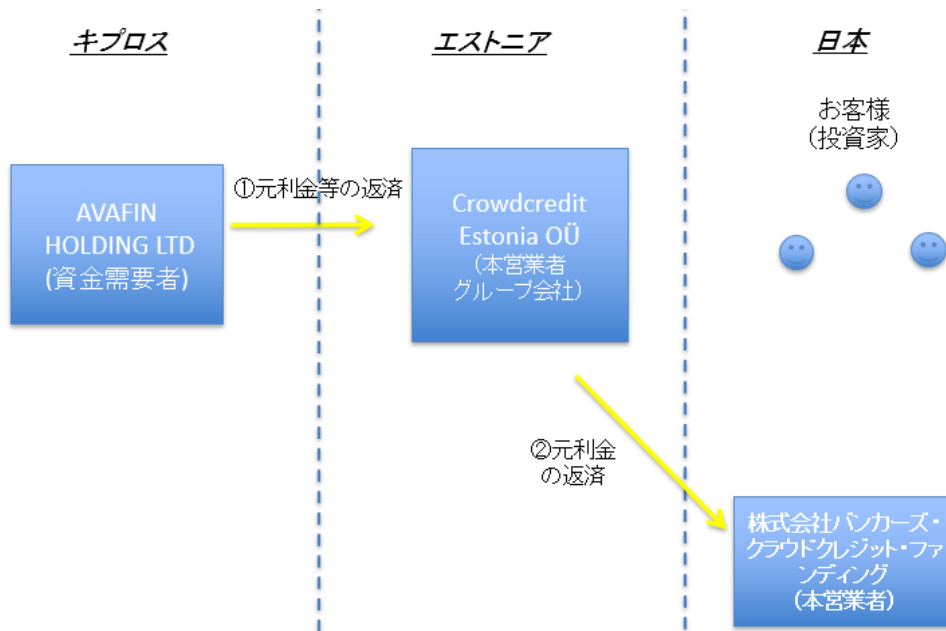 キプロス
エストニア
日本
お客様
(投資家)
①元利金等の返済
AVAFIN
HOLDING LTD
(資金需要者)
Crowdcredit
Estonia OÜ
(本営業者
グループ会社)
②元利金
の返済
株式会社バンカーズ・
クラウドクレジット・ファ
ンディング
(本営業者)